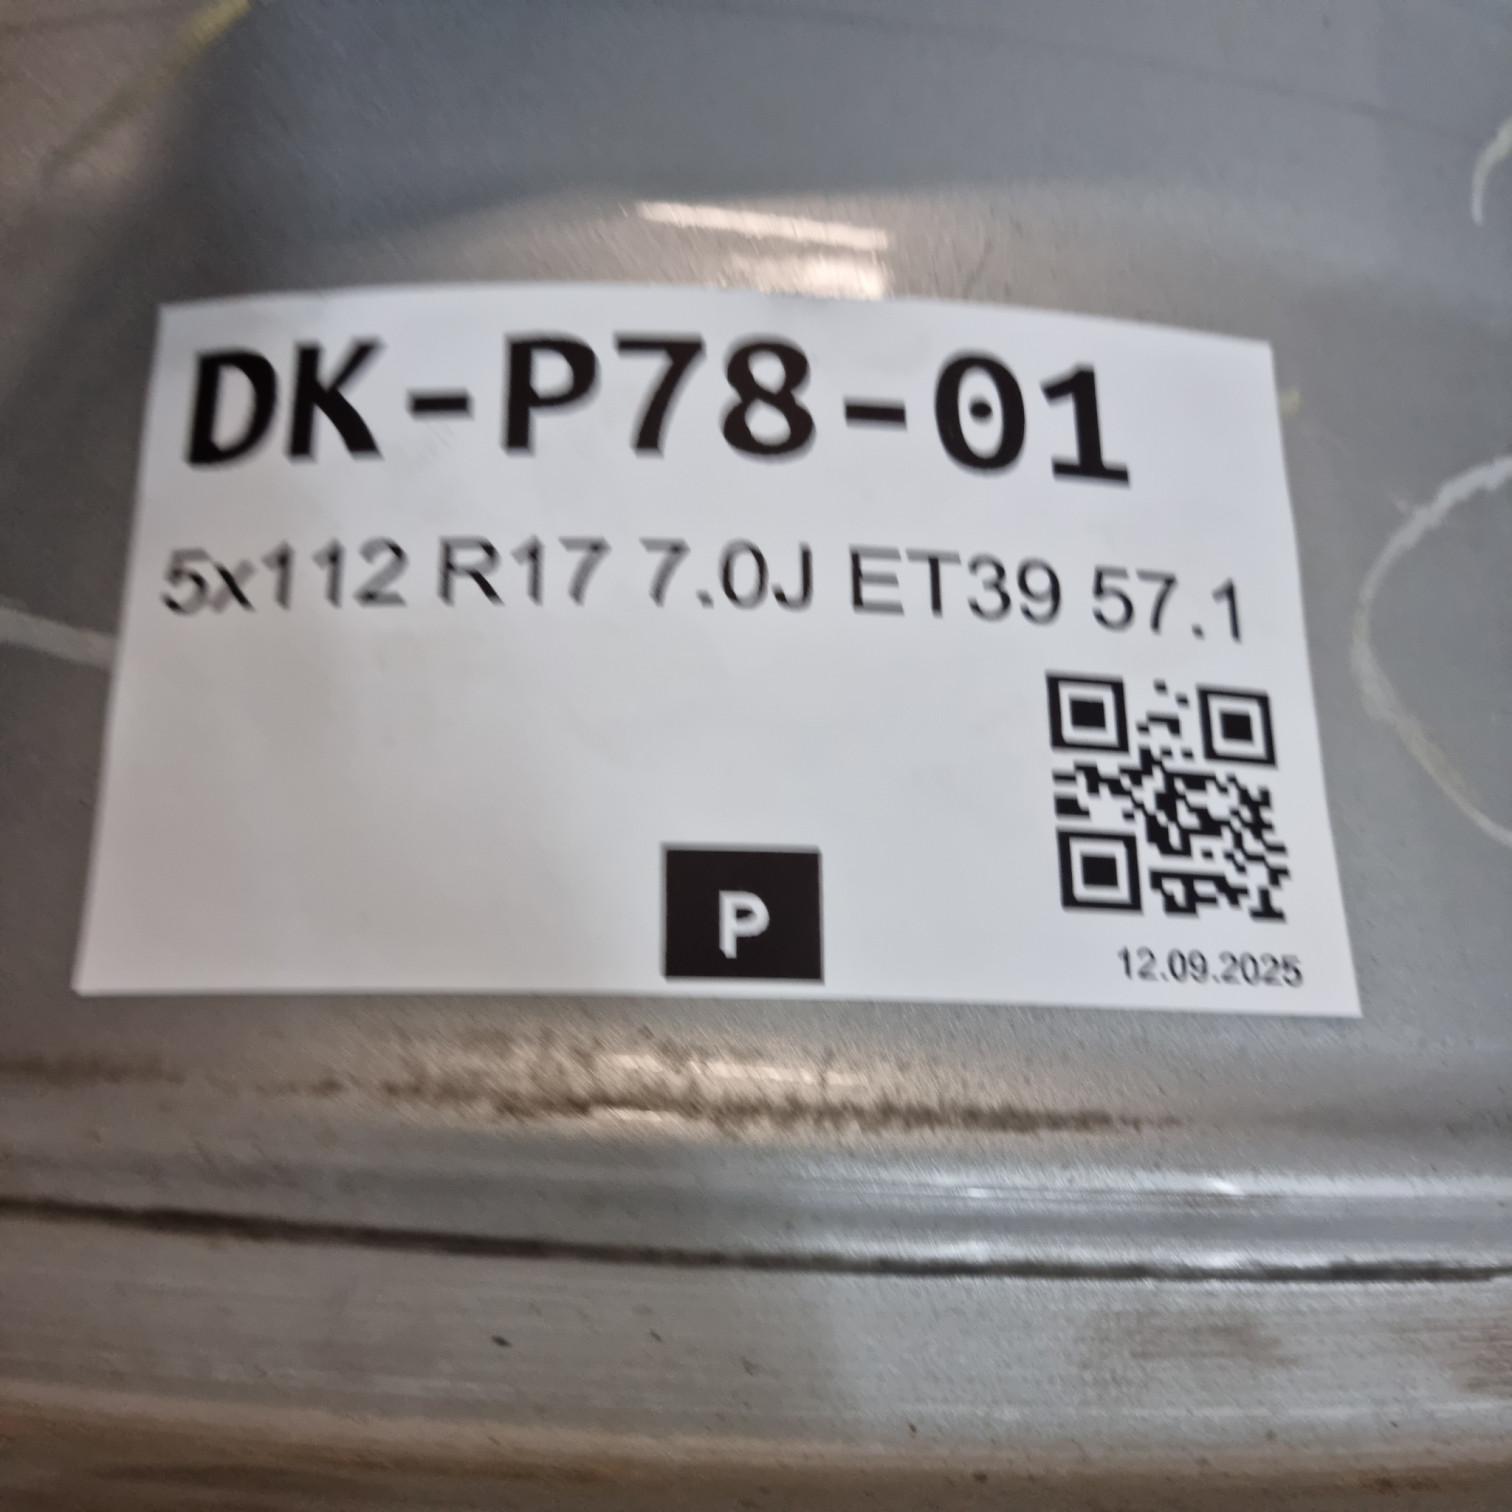 DK-P78-01
5x112 R17 7.0J ET39 57.1
P
12.09.2025